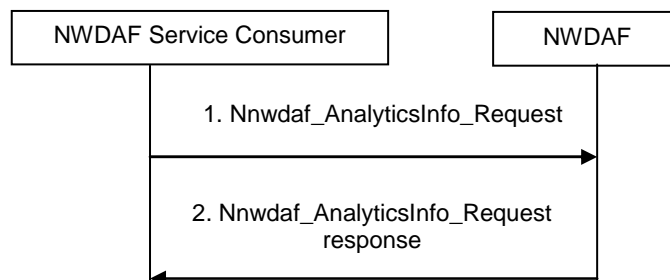 NWDAF Service Consumer
NWDAF
1. Nnwdaf_AnalyticsInfo_Request
2. Nnwdaf_AnalyticsInfo_Request
response